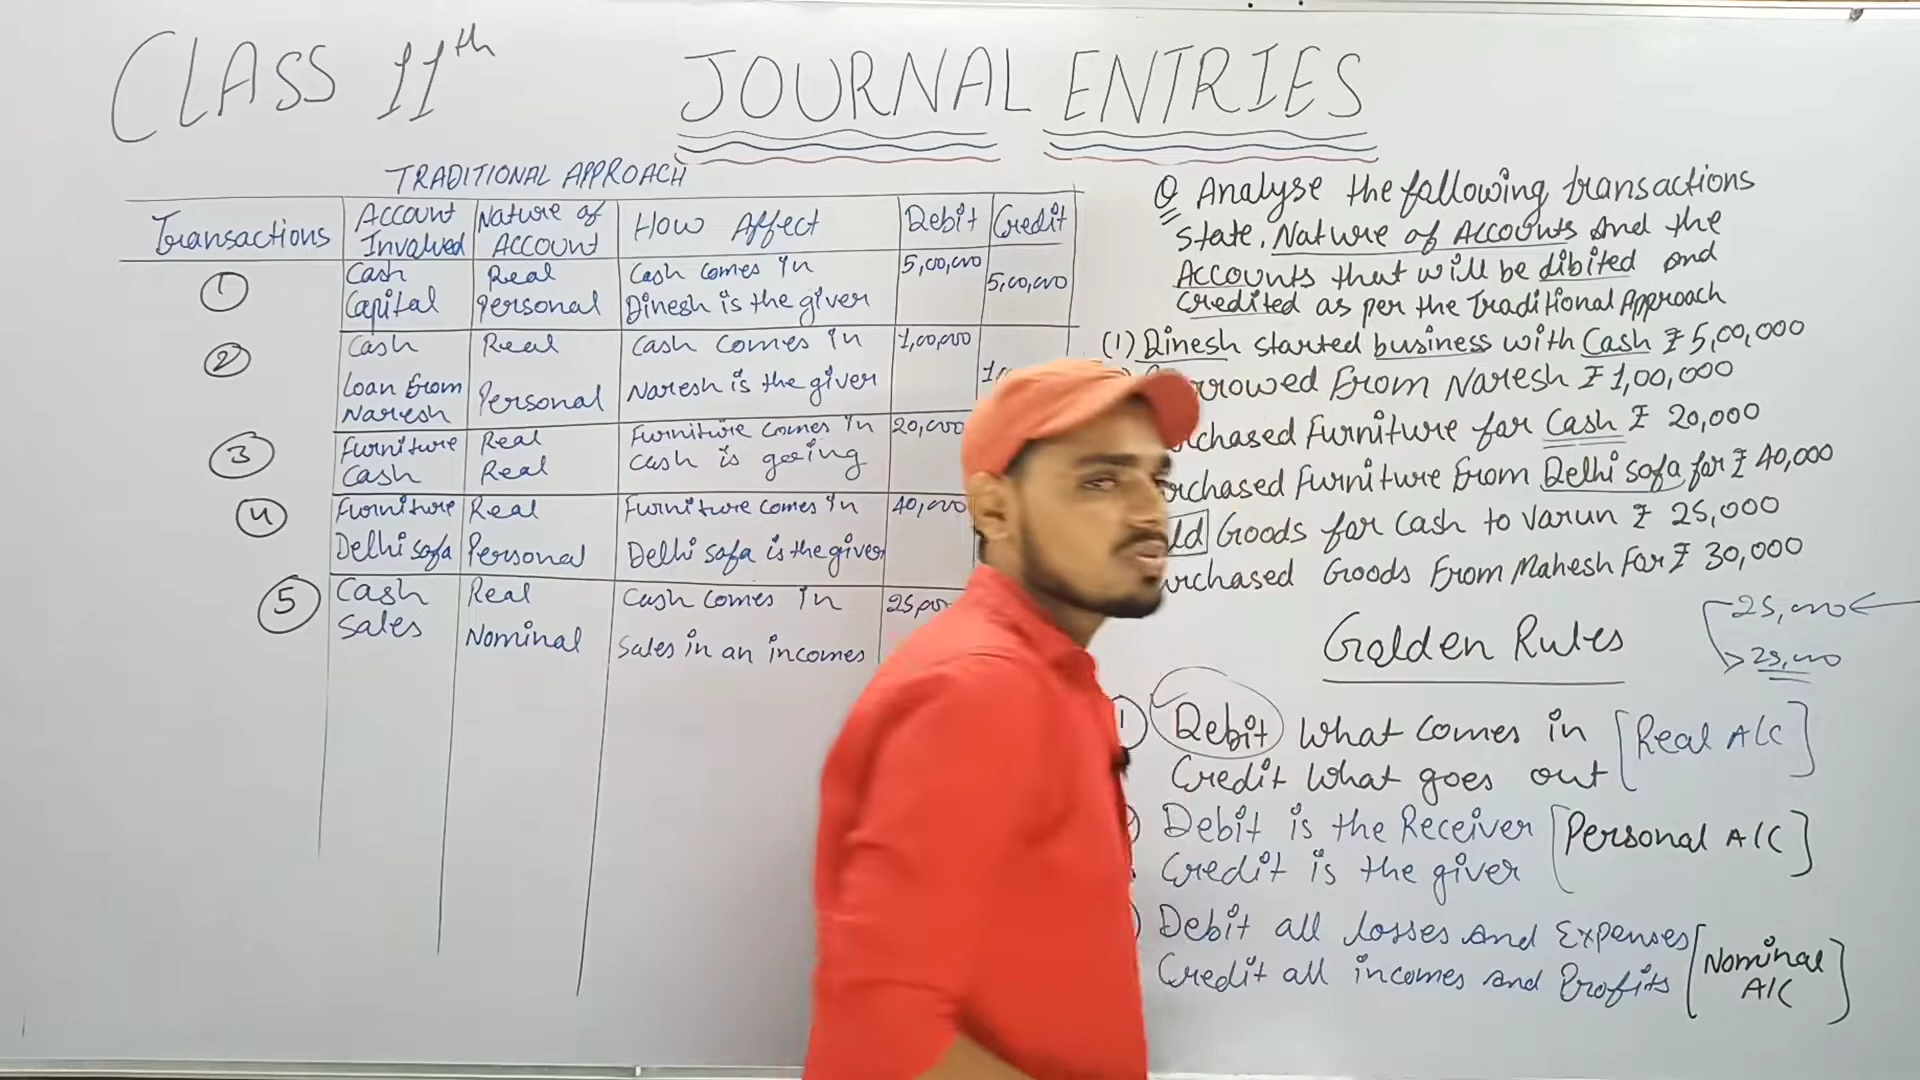 CLASS 11th
JOURNAL ENTRIES
TRADITIONAL APPROACH
Transactions
Account Involved
Nature of Account
How Affect
Debit
Credit
1
Cash Real Cash comes in 5,00,000
Capital Personal Dinesh is the giver 5,00,000
2
Cash Real Cash comes in 1,00,000
Loan from Naresh Personal Naresh is the giver
3
Furniture Real Furniture comes in 20,000
Cash Real Cash is goeing
4
Furniture Real Furniture comes in 40,000
Delhi sofa Personal Delhi sofa is the giver
5
Cash Real Cash comes in
Sales Nominal Sales in an incomes
Q Analyse the following transactions
State, Nature of Accounts and the
Accounts that will be dibited and
Credited as per the Traditional Approach
(1) Dinesh started business with Cash ₹ 5,00,000
From Naresh ₹ 1,00,000
Furniture for Cash ₹ 20,000
Furniture From Delhi sofa for ₹ 40,000
Goods for Cash to Varun ₹ 25,000
Goods From Mahesh For ₹ 30,000
25,000
25,000
Golden Rules
1 Debit What Comes in [Real A/C]
Credit What goes out
Debit is the Receiver [Personal A/C]
Credit is the giver
Debit all losses and Expenses [Nominal A/C]
Credit all incomes and Profits